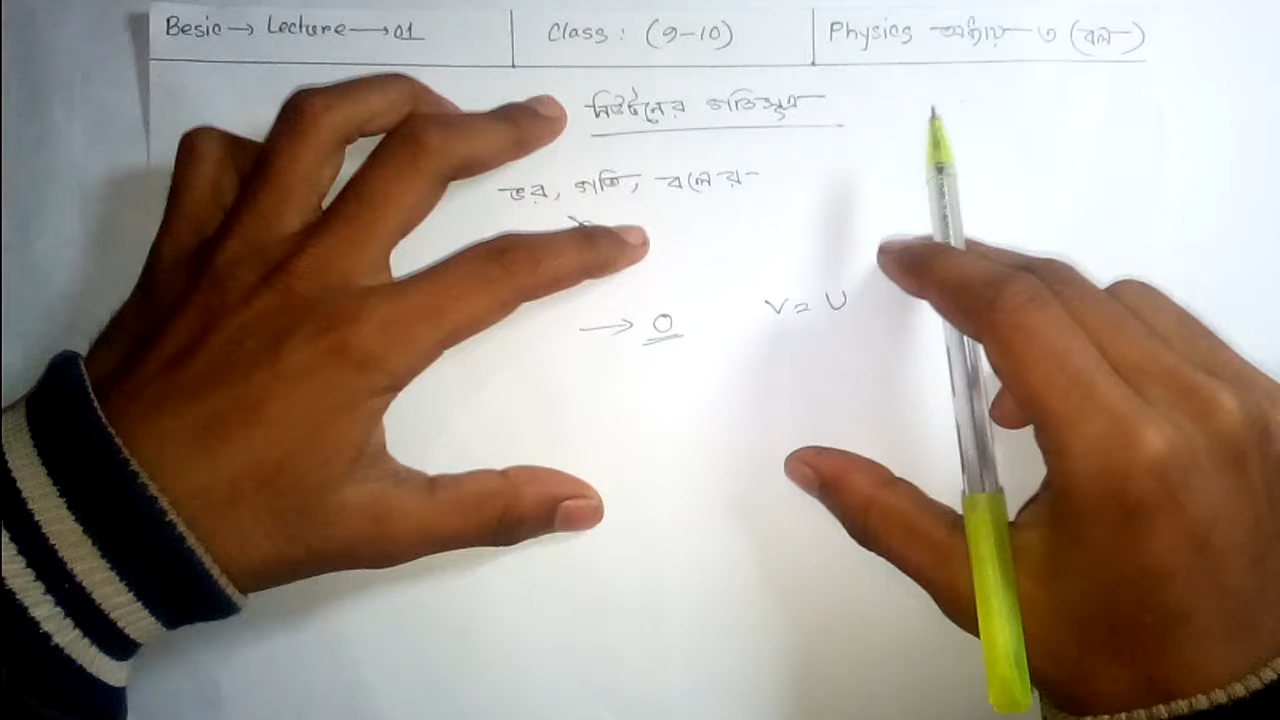 Besic → Lecture → 01 Class : (9-10) Physics অধ্যায় - ৩ (বল)
নিউটনের গতিসূত্র
ভর, গতি, বলের-
→ 0 V = U